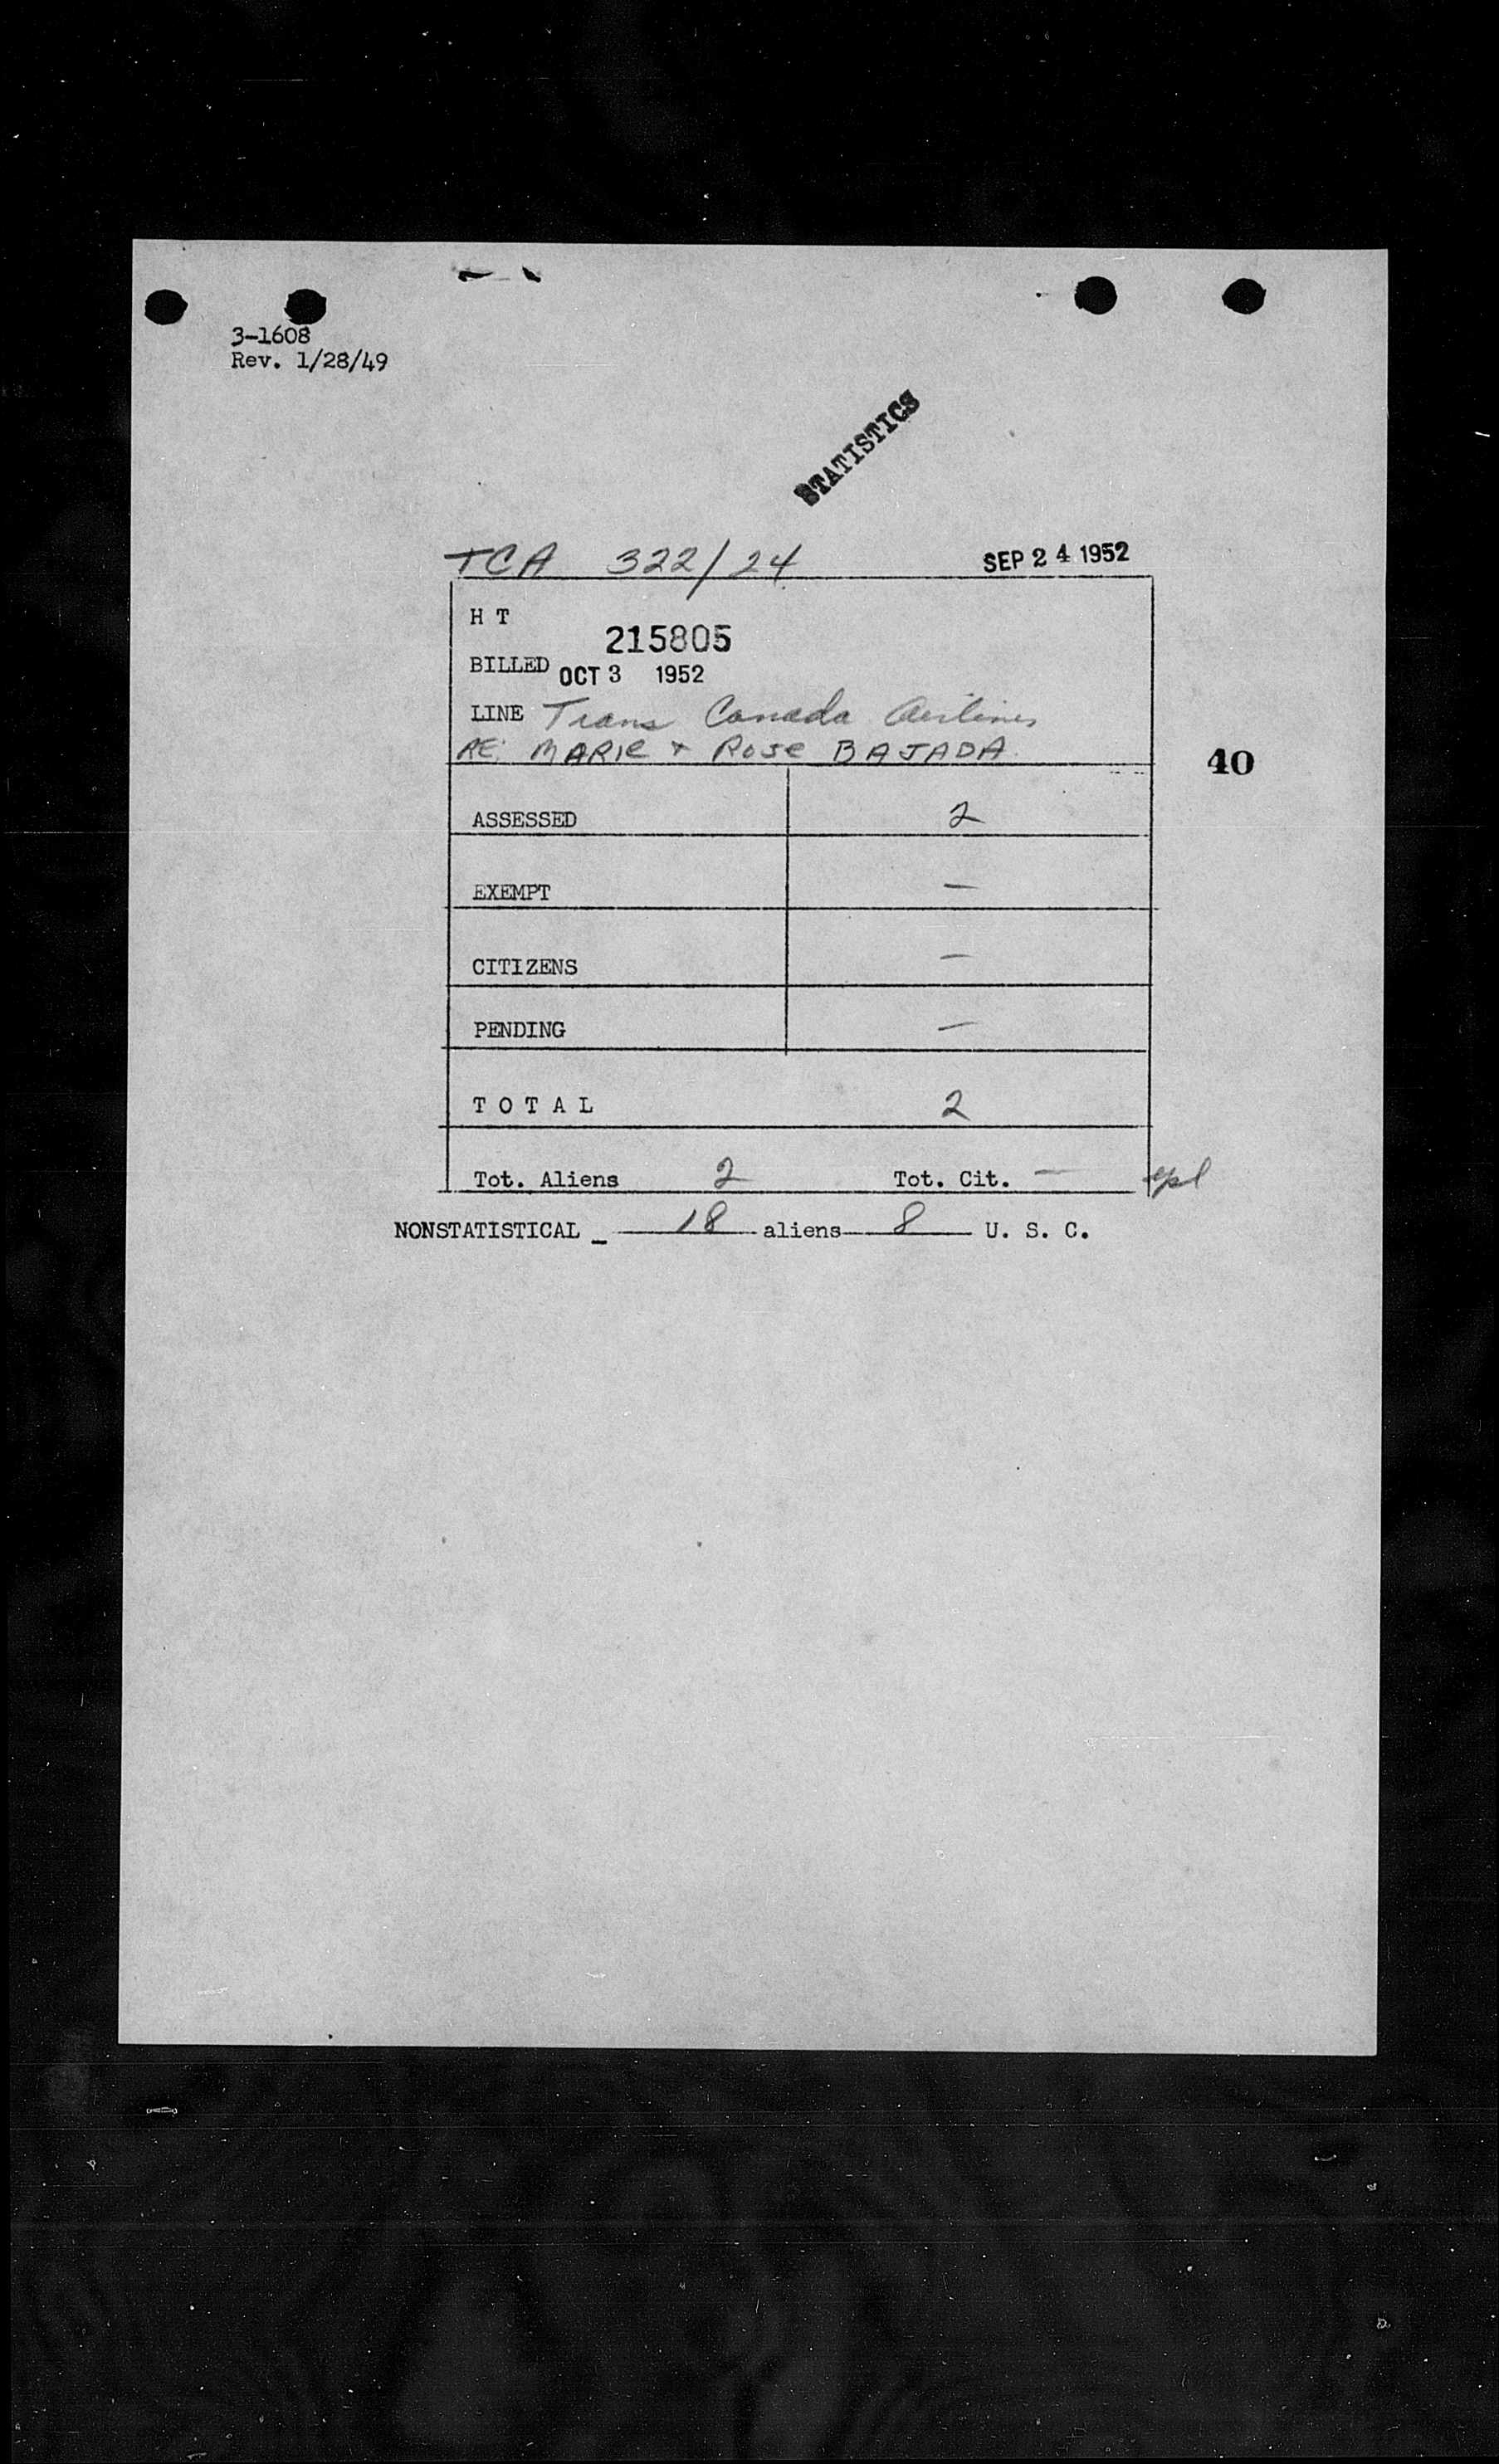 3-1608
Rev. 1/28/49
STATISTICS
TCA 322/24 SEP 24 1952
H T
215805
BILLED OCT 3 1952
LINE Trans Canada Airlines
RE: MARIE + ROSE BAJADA
40
ASSESSED 2
EXEMPT —
CITIZENS —
PENDING —
T O T A L 2
Tot. Aliens 2 Tot. Cit. —
NONSTATISTICAL _ 18 aliens 8 U. S. C.